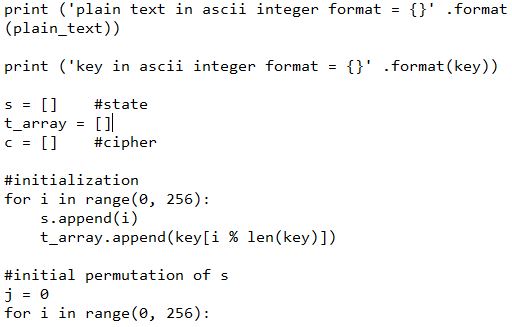 print ('plain text in ascii integer format = {}' .format
(plain_text))
print ('key in ascii integer format = {}' .format(key))
s = []    #state
t_array = []
c = []    #cipher
#initialization
for i in range(0, 256):
    s.append(i)
    t_array.append(key[i % len(key)])
#initial permutation of s
j = 0
for i in range(0, 256):